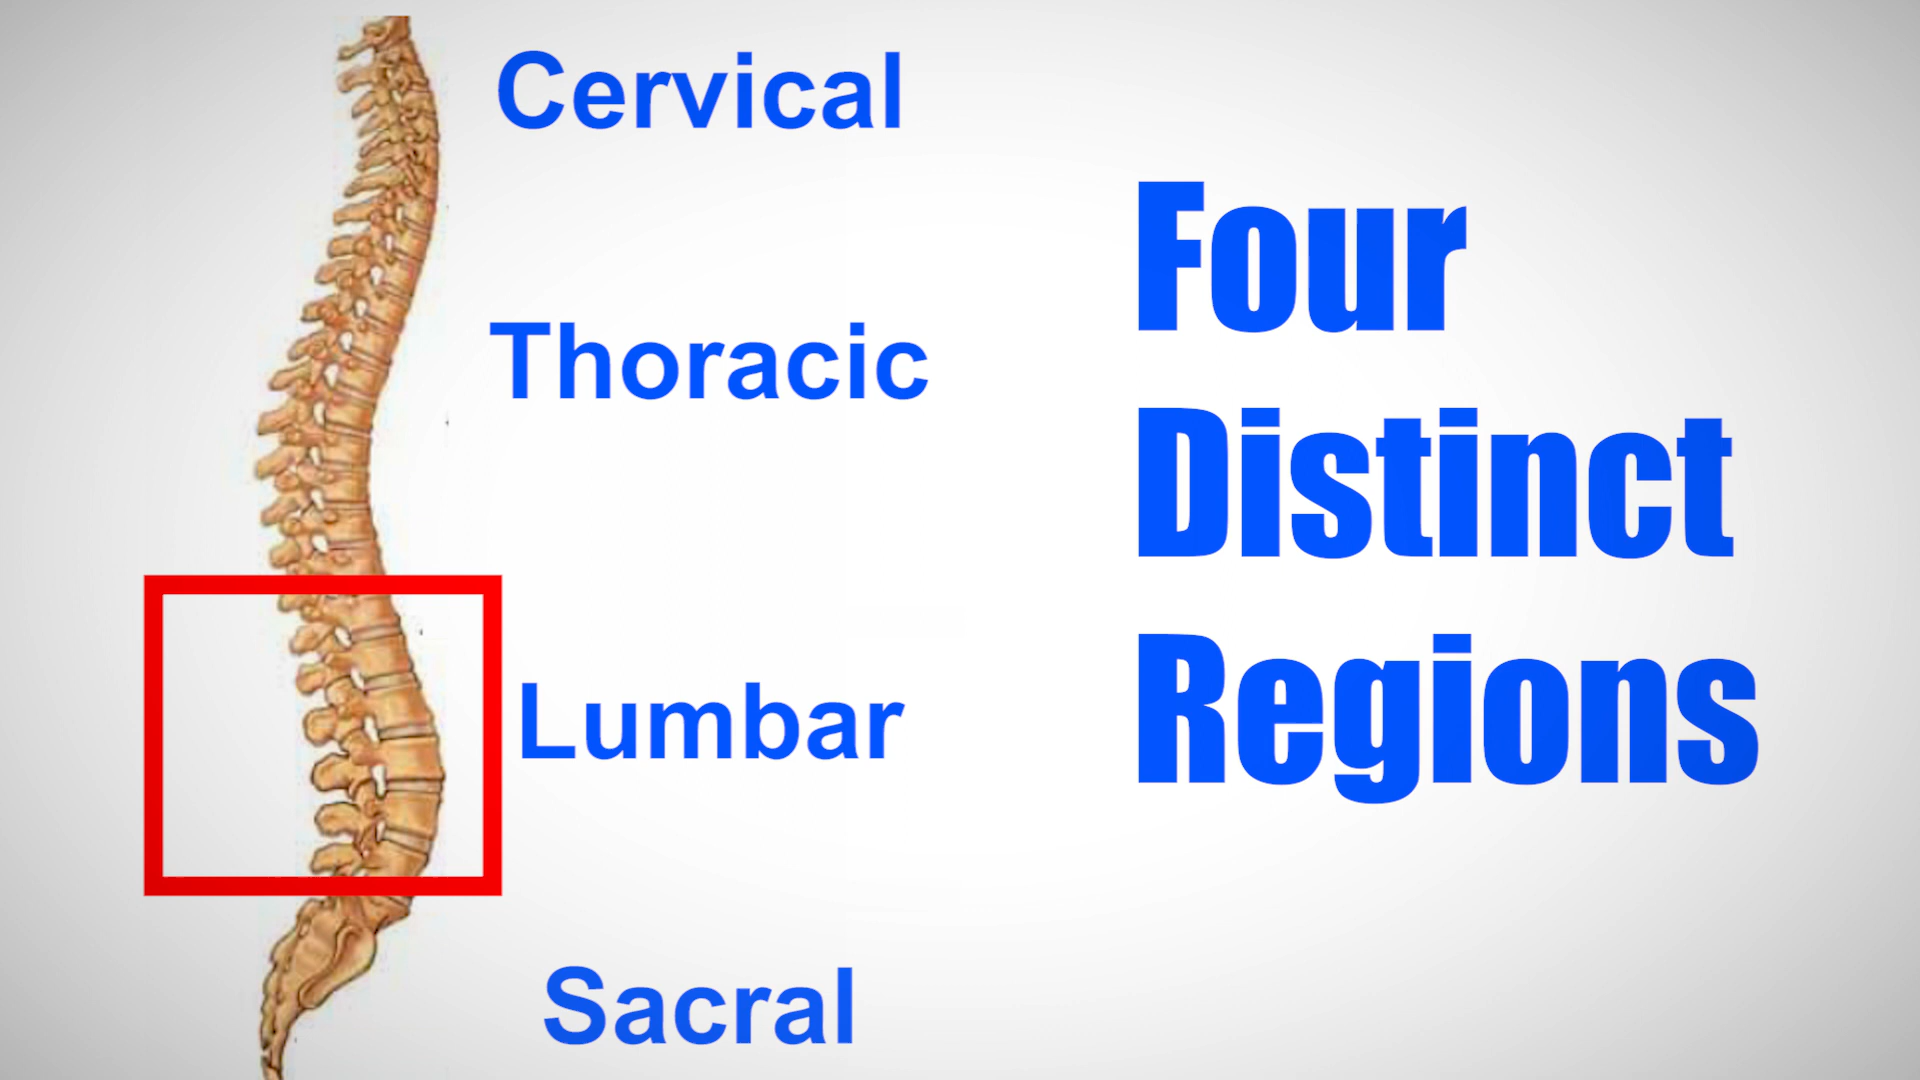 Cervical
Thoracic
Lumbar
Sacral
Four
Distinct
Regions